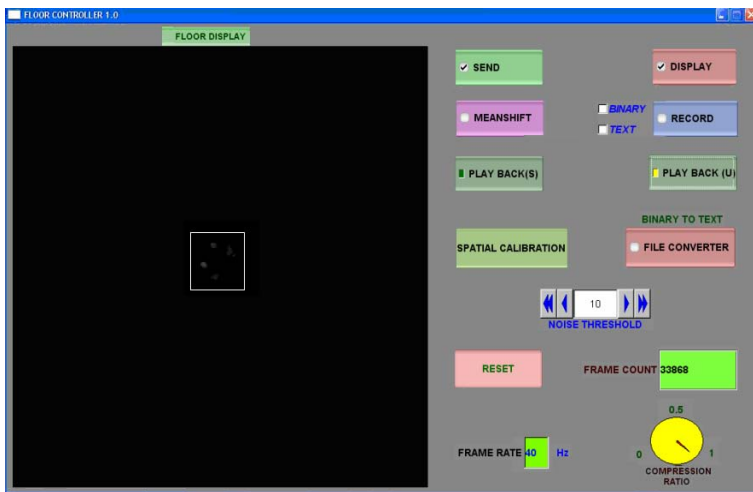 FLOOR CONTROLLER 1.0
FLOOR DISPLAY
SEND
DISPLAY
MEANSHIFT
BINARY
TEXT
RECORD
PLAY BACK(S)
PLAY BACK (U)
BINARY TO TEXT
SPATIAL CALIBRATION
FILE CONVERTER
10
NOISE THRESHOLD
RESET
FRAME COUNT 33868
0.5
FRAME RATE 40 Hz
0 1
COMPRESSION
RATIO